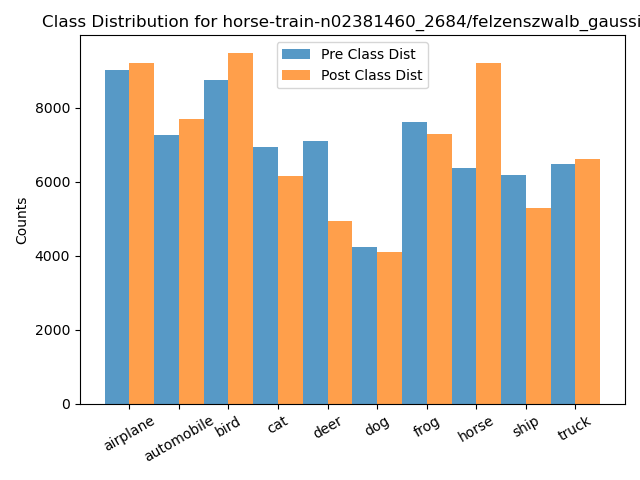 Class Distribution for horse-train-n02381460_2684/felzenszwalb_gaussi
Pre Class Dist
Post Class Dist
Counts
8000
6000
4000
2000
0
airplane
automobile
bird
cat
deer
dog
frog
horse
ship
truck